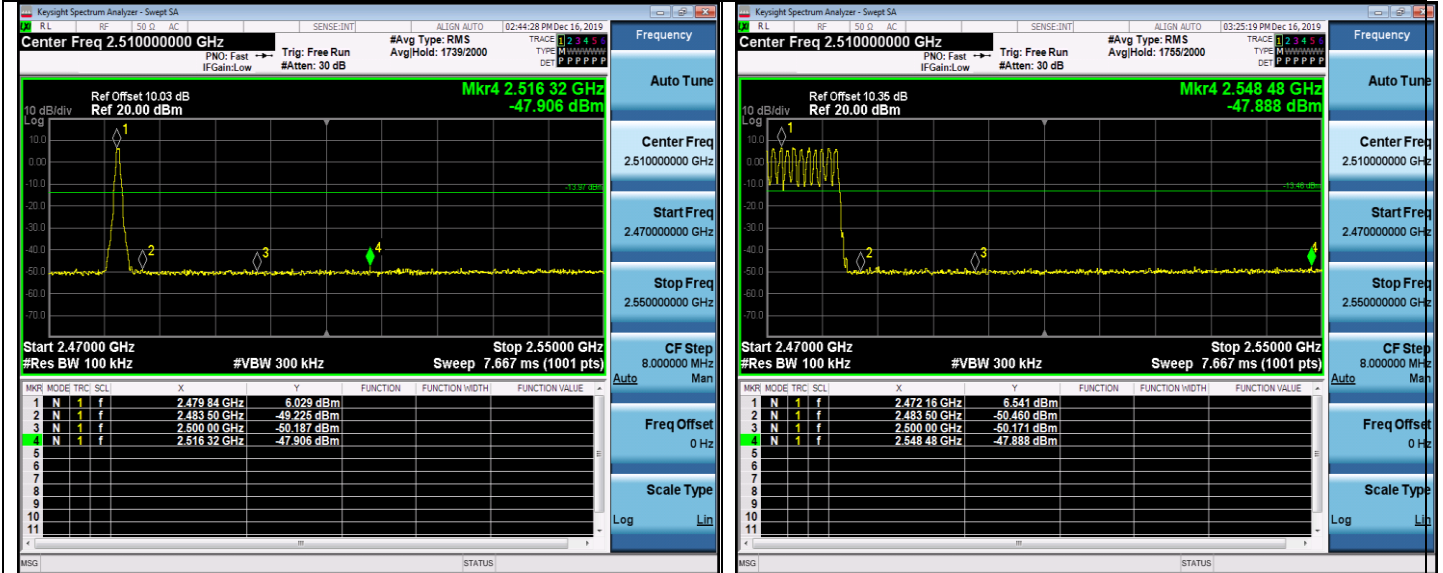 Keysight Spectrum Analyzer - Swept SA
RL RF 50 Ω AC SENSE:INT ALIGN AUTO 02:44:28 PM Dec 16, 2019
Center Freq 2.510000000 GHz
PNO: Fast
IFGain:Low
Trig: Free Run
#Atten: 30 dB
#Avg Type: RMS
Avg|Hold: 1739/2000
TRACE 1 2 3 4 5 6
TYPE M WWWWW
DET P P P P P P
Mkr4 2.516 32 GHz
-47.906 dBm
Ref Offset 10.03 dB
10 dB/div Ref 20.00 dBm
Log
10.0
0.00
-10.0
-20.0
-30.0
-40.0
-50.0
-60.0
-70.0
1
2
3
4
-13.97 dBm
Start 2.47000 GHz Stop 2.55000 GHz
#Res BW 100 kHz #VBW 300 kHz Sweep 7.667 ms (1001 pts)
MKR MODE TRC SCL X Y FUNCTION FUNCTION WIDTH FUNCTION VALUE
1 N 1 f 2.479 84 GHz 6.029 dBm
2 N 1 f 2.483 50 GHz -49.225 dBm
3 N 1 f 2.500 00 GHz -50.187 dBm
4 N 1 f 2.516 32 GHz -47.906 dBm
5
6
7
8
9
10
11
MSG STATUS
Frequency
Auto Tune
Center Freq
2.510000000 GHz
Start Freq
2.470000000 GHz
Stop Freq
2.550000000 GHz
CF Step
8.000000 MHz
Auto Man
Freq Offset
0 Hz
Scale Type
Log Lin
Keysight Spectrum Analyzer - Swept SA
RL RF 50 Ω AC SENSE:INT ALIGN AUTO 03:25:19 PM Dec 16, 2019
Center Freq 2.510000000 GHz
PNO: Fast
IFGain:Low
Trig: Free Run
#Atten: 30 dB
#Avg Type: RMS
Avg|Hold: 1755/2000
TRACE 1 2 3 4 5 6
TYPE M WWWWW
DET P P P P P P
Mkr4 2.548 48 GHz
-47.888 dBm
Ref Offset 10.35 dB
10 dB/div Ref 20.00 dBm
Log
10.0
0.00
-10.0
-20.0
-30.0
-40.0
-50.0
-60.0
-70.0
1
2
3
4
-13.46 dBm
Start 2.47000 GHz Stop 2.55000 GHz
#Res BW 100 kHz #VBW 300 kHz Sweep 7.667 ms (1001 pts)
MKR MODE TRC SCL X Y FUNCTION FUNCTION WIDTH FUNCTION VALUE
1 N 1 f 2.472 16 GHz 6.541 dBm
2 N 1 f 2.483 50 GHz -50.460 dBm
3 N 1 f 2.500 00 GHz -50.171 dBm
4 N 1 f 2.548 48 GHz -47.888 dBm
5
6
7
8
9
10
11
MSG STATUS
Frequency
Auto Tune
Center Freq
2.510000000 GHz
Start Freq
2.470000000 GHz
Stop Freq
2.550000000 GHz
CF Step
8.000000 MHz
Auto Man
Freq Offset
0 Hz
Scale Type
Log Lin